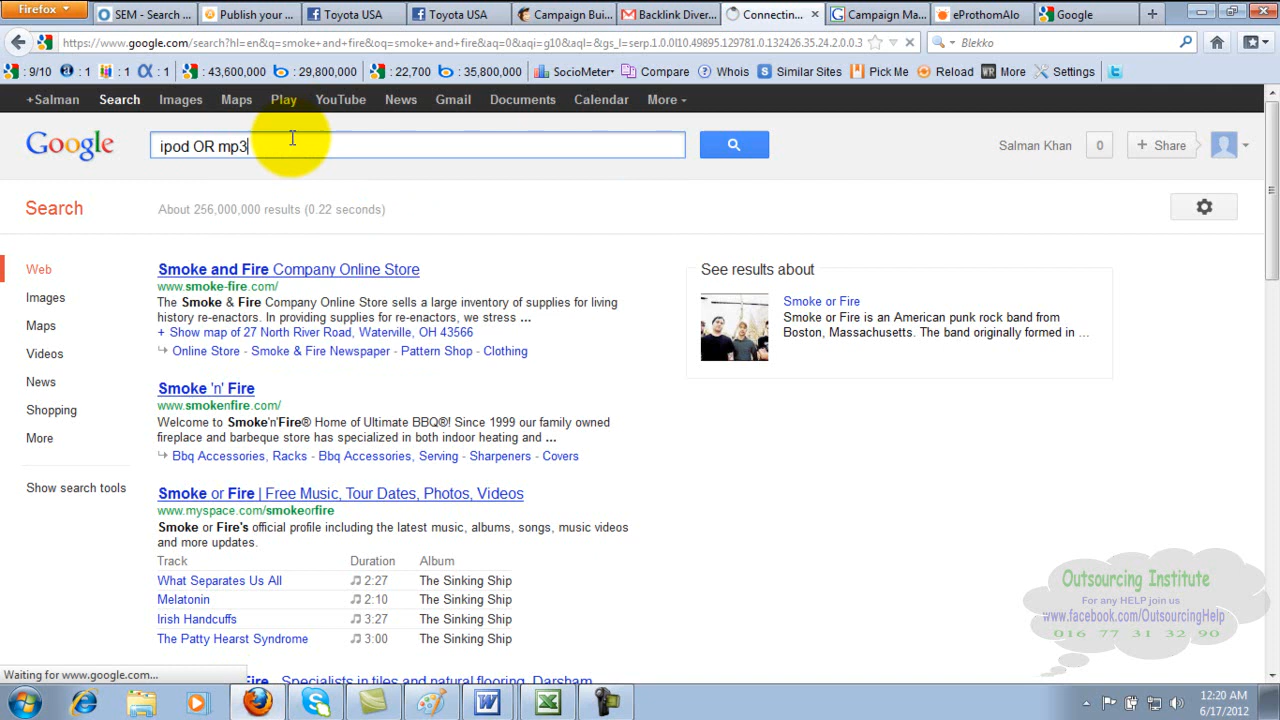 Firefox
SEM - Search ...
Publish your ...
Toyota USA
Toyota USA
Campaign Bui...
Backlink Diver...
Connectin...
Campaign Ma...
eProthomAlo
Google
https://www.google.com/search?hl=en&q=smoke+and+fire&oq=smoke+and+fire&aq=0&aqi=g10&aql=&gs_l=serp.1.0.0l10.49895.129781.0.132426.35.24.2.0.0.3
Blekko
: 9/10
: 1
: 1
: 1
: 43,600,000
: 29,800,000
: 22,700
: 35,800,000
SocioMeter
Compare
Whois
Similar Sites
Pick Me
Reload
More
Settings
+Salman
Search
Images
Maps
Play
YouTube
News
Gmail
Documents
Calendar
More
Google
ipod OR mp3
Salman Khan
0
+ Share
Search
About 256,000,000 results (0.22 seconds)
Web
Images
Maps
Videos
News
Shopping
More
Show search tools
Smoke and Fire Company Online Store
www.smoke-fire.com/
The Smoke & Fire Company Online Store sells a large inventory of supplies for living
history re-enactors. In providing supplies for re-enactors, we stress ...
+ Show map of 27 North River Road, Waterville, OH 43566
Online Store - Smoke & Fire Newspaper - Pattern Shop - Clothing
Smoke 'n' Fire
www.smokenfire.com/
Welcome to Smoke'n'Fire® Home of Ultimate BBQ®! Since 1999 our family owned
fireplace and barbeque store has specialized in both indoor heating and ...
Bbq Accessories, Racks - Bbq Accessories, Serving - Sharpeners - Covers
Smoke or Fire | Free Music, Tour Dates, Photos, Videos
www.myspace.com/smokeorfire
Smoke or Fire's official profile including the latest music, albums, songs, music videos
and more updates.
Track Duration Album
What Separates Us All 2:27 The Sinking Ship
Melatonin 2:10 The Sinking Ship
Irish Handcuffs 3:27 The Sinking Ship
The Patty Hearst Syndrome 3:00 The Sinking Ship
Specialists in tiles and natural flooring, Darsham
See results about
Smoke or Fire
Smoke or Fire is an American punk rock band from
Boston, Massachusetts. The band originally formed in ...
Outsourcing Institute
For any HELP join us
www.facebook.com/OutsourcingHelp
016 77 31 32 90
Waiting for www.google.com...
12:20 AM
6/17/2012